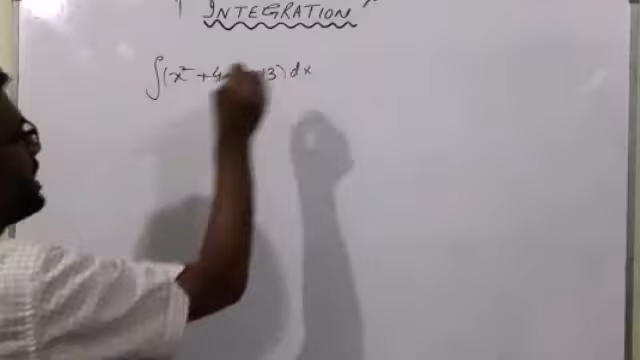 " INTEGRATION "
∫(x² + 4 13) dx